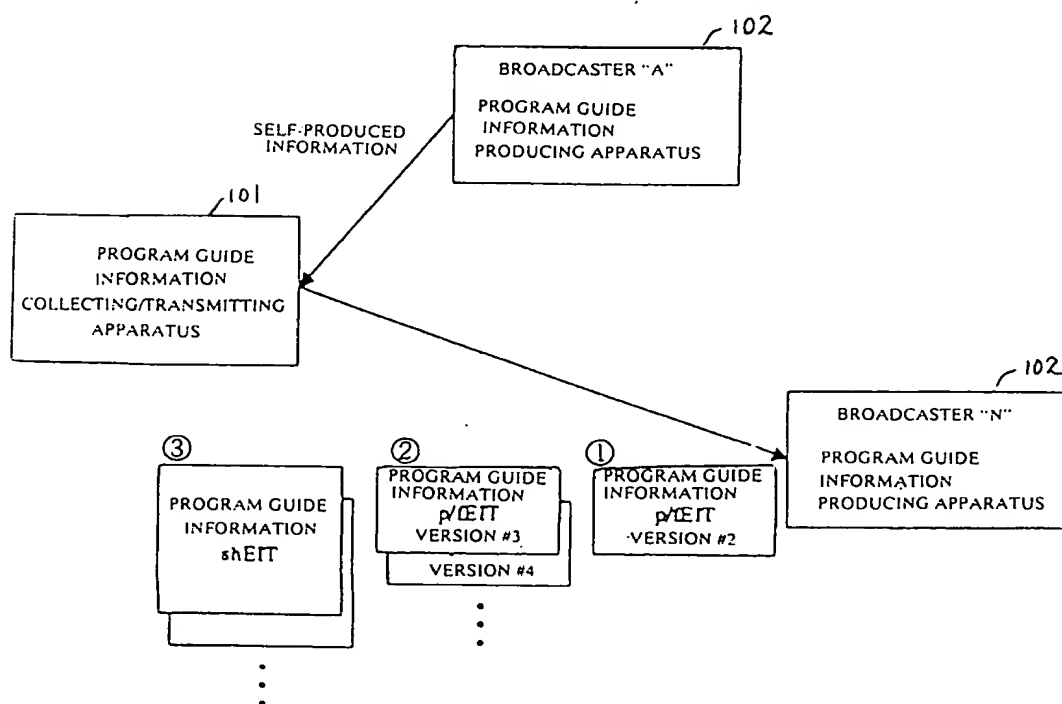 102
BROADCASTER "A"
PROGRAM GUIDE
INFORMATION
PRODUCING APPARATUS
SELF-PRODUCED
INFORMATION
101
PROGRAM GUIDE
INFORMATION
COLLECTING/TRANSMITTING
APPARATUS
102
BROADCASTER "N"
PROGRAM GUIDE
INFORMATION
PRODUCING APPARATUS
③
PROGRAM GUIDE
INFORMATION
shEIT
②
PROGRAM GUIDE
INFORMATION
VERSION #3
VERSION #4
①
PROGRAM GUIDE
INFORMATION
VERSION #2